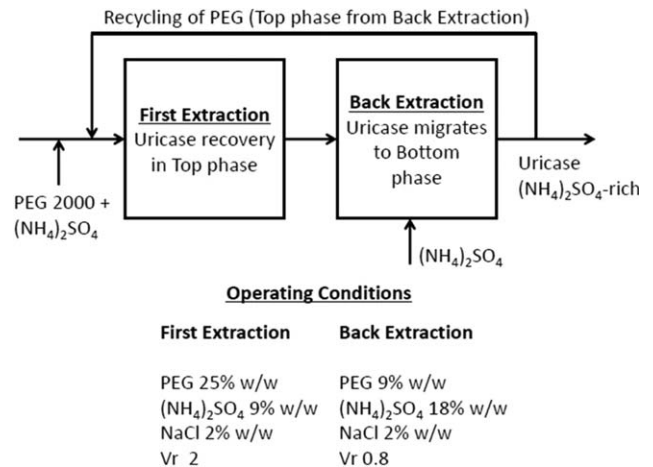 Recycling of PEG (Top phase from Back Extraction)
First Extraction
Uricase recovery
in Top phase
Back Extraction
Uricase migrates
to Bottom
phase
PEG 2000 +
(NH₄)₂SO₄
Uricase
(NH₄)₂SO₄-rich
(NH₄)₂SO₄
Operating Conditions
First Extraction
PEG 25% w/w
(NH₄)₂SO₄ 9% w/w
NaCl 2% w/w
Vr 2
Back Extraction
PEG 9% w/w
(NH₄)₂SO₄ 18% w/w
NaCl 2% w/w
Vr 0.8